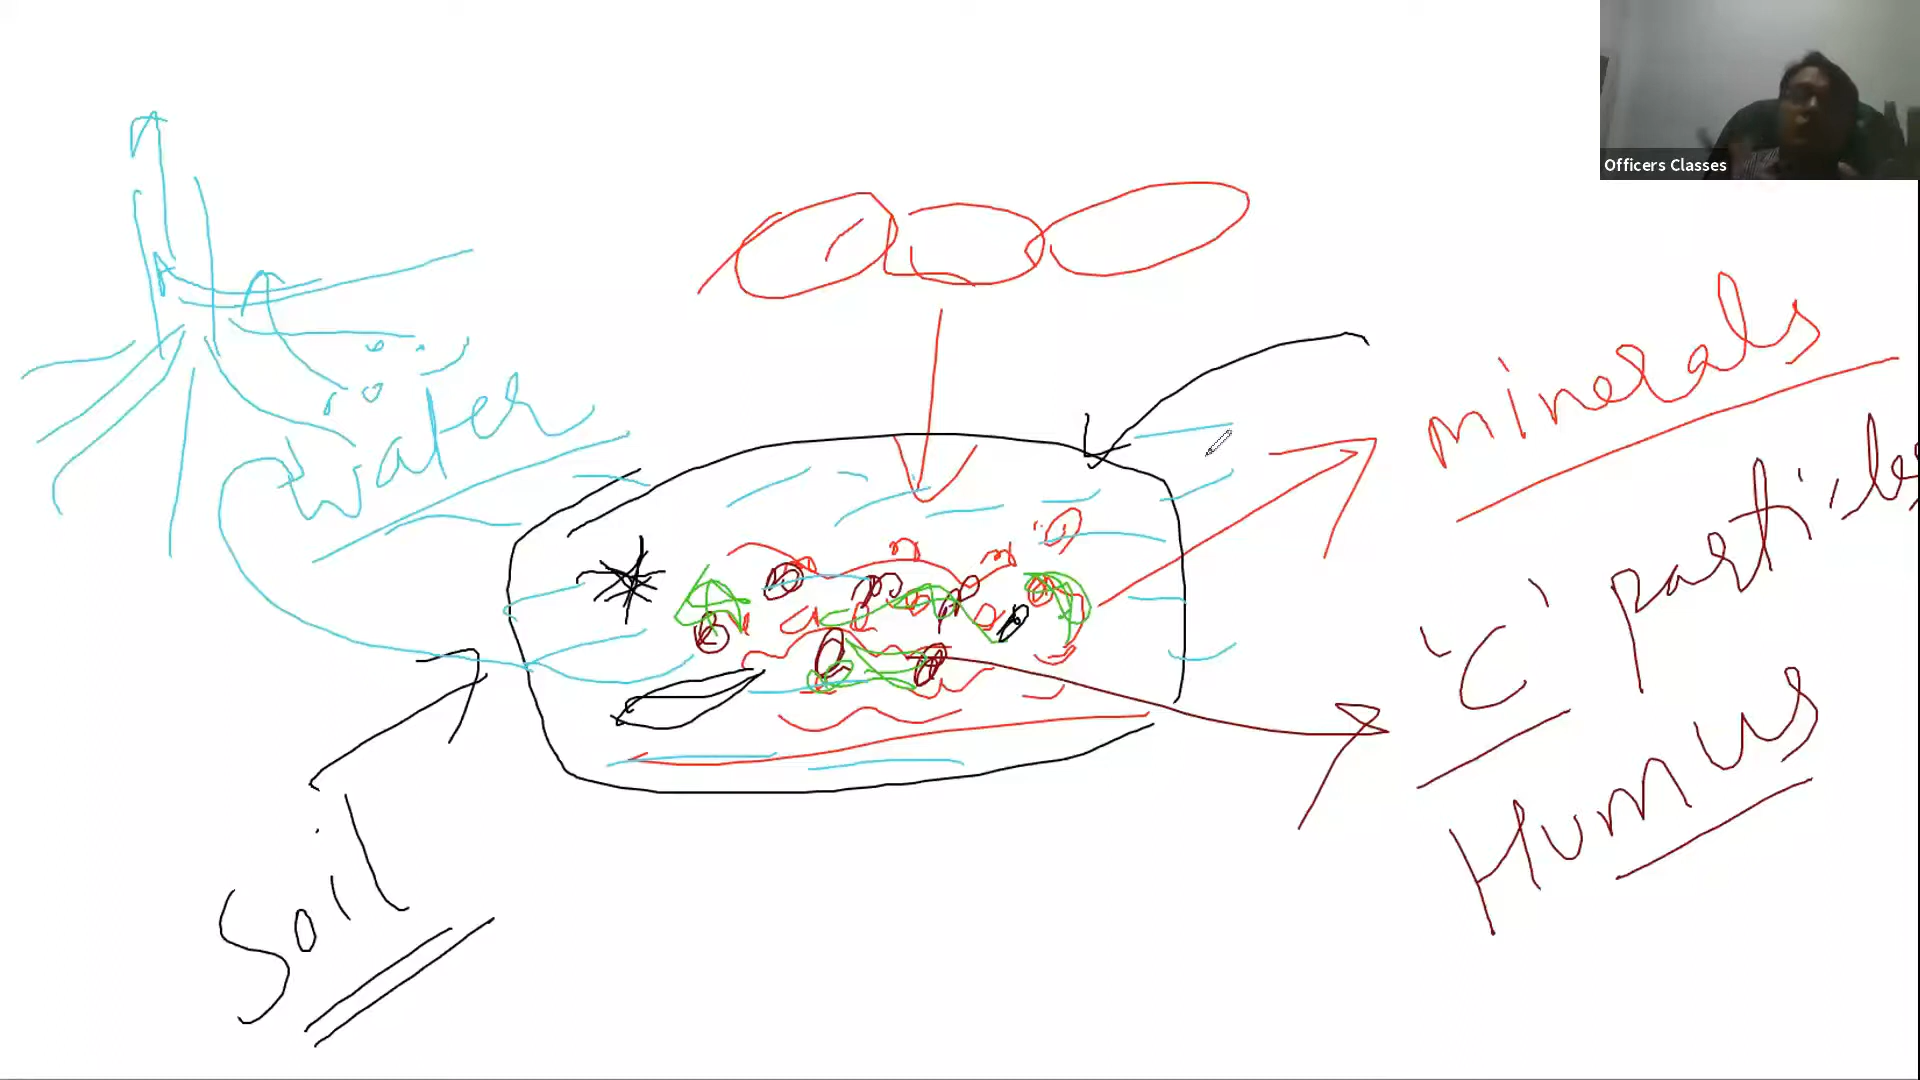 Officers Classes
Water
minerals
'C' particles
Humus
Soil